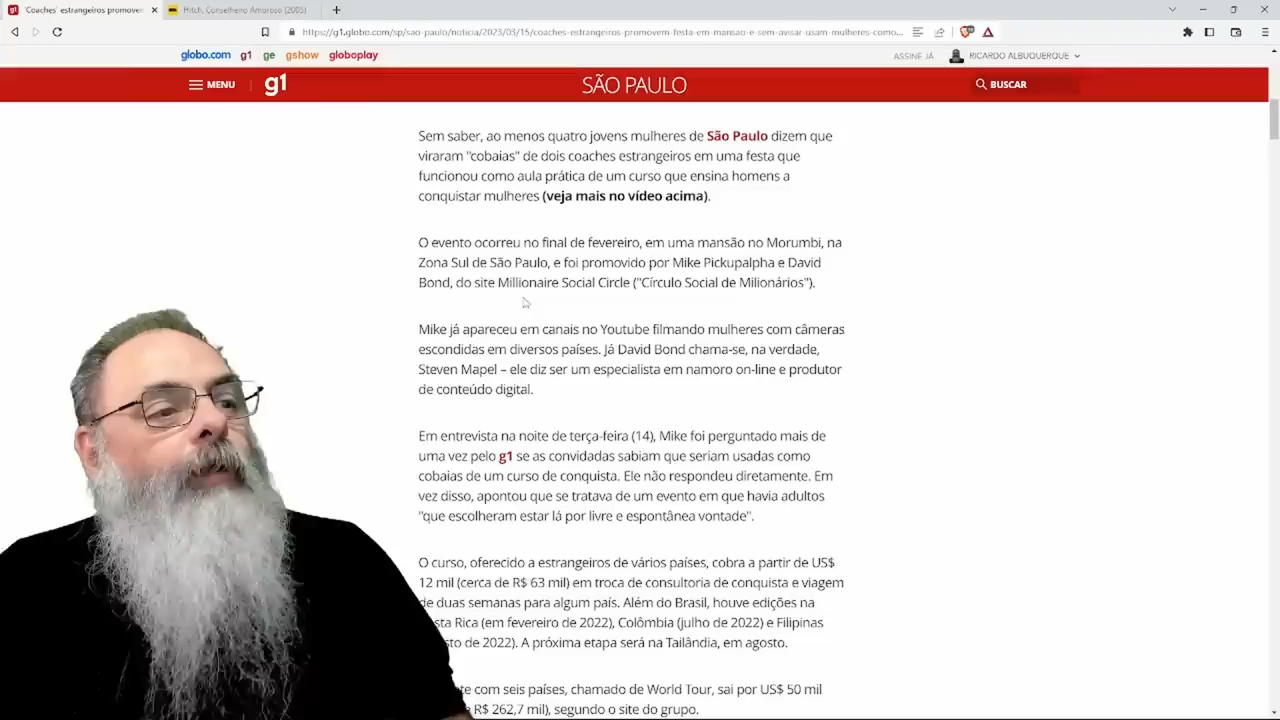 'Coaches' estrangeiros promovem
Hitch, Conselheiro Amoroso (2005)
https://g1.globo.com/sp/sao-paulo/noticia/2023/03/15/coaches-estrangeiros-promovem-festa-em-mansao-e-sem-avisar-usam-mulheres-como...
globo.com g1 ge gshow globoplay
ASSINE JÁ
RICARDO ALBUQUERQUE
MENU
g1
SÃO PAULO
BUSCAR
Sem saber, ao menos quatro jovens mulheres de São Paulo dizem que
viraram "cobaias" de dois coaches estrangeiros em uma festa que
funcionou como aula prática de um curso que ensina homens a
conquistar mulheres (veja mais no vídeo acima).
O evento ocorreu no final de fevereiro, em uma mansão no Morumbi, na
Zona Sul de São Paulo, e foi promovido por Mike Pickupalpha e David
Bond, do site Millionaire Social Circle ("Círculo Social de Milionários").
Mike já apareceu em canais no Youtube filmando mulheres com câmeras
escondidas em diversos países. Já David Bond chama-se, na verdade,
Steven Mapel – ele diz ser um especialista em namoro on-line e produtor
de conteúdo digital.
Em entrevista na noite de terça-feira (14), Mike foi perguntado mais de
uma vez pelo g1 se as convidadas sabiam que seriam usadas como
cobaias de um curso de conquista. Ele não respondeu diretamente. Em
vez disso, apontou que se tratava de um evento em que havia adultos
"que escolheram estar lá por livre e espontânea vontade".
O curso, oferecido a estrangeiros de vários países, cobra a partir de US$
12 mil (cerca de R$ 63 mil) em troca de consultoria de conquista e viagem
de duas semanas para algum país. Além do Brasil, houve edições na
sta Rica (em fevereiro de 2022), Colômbia (julho de 2022) e Filipinas
sto de 2022). A próxima etapa será na Tailândia, em agosto.
te com seis países, chamado de World Tour, sai por US$ 50 mil
R$ 262,7 mil), segundo o site do grupo.